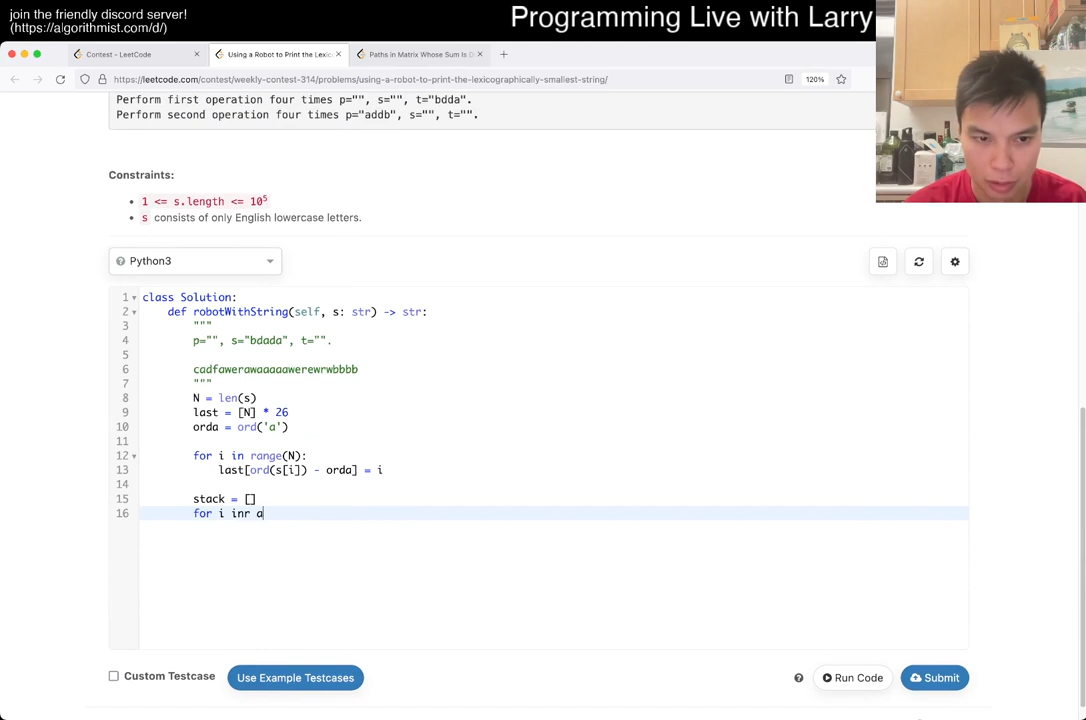 join the friendly discord server!
(https://algorithmist.com/d/)
Programming Live with Larry
Contest - LeetCode
Using a Robot to Print the Lexic
Paths in Matrix Whose Sum Is D
https://leetcode.com/contest/weekly-contest-314/problems/using-a-robot-to-print-the-lexicographically-smallest-string/
120%
Perform first operation four times p="", s="", t="bdda".
Perform second operation four times p="addb", s="", t="".
Constraints:
1 <= s.length <= 10^5
s consists of only English lowercase letters.
Python3
1 class Solution:
2 def robotWithString(self, s: str) -> str:
3 """
4 p="", s="bdada", t="".
5
6 cadfawerawaaaaawerewrwbbbb
7 """
8 N = len(s)
9 last = [N] * 26
10 orda = ord('a')
11
12 for i in range(N):
13 last[ord(s[i]) - orda] = i
14
15 stack = []
16 for i inr a
Custom Testcase
Use Example Testcases
Run Code
Submit